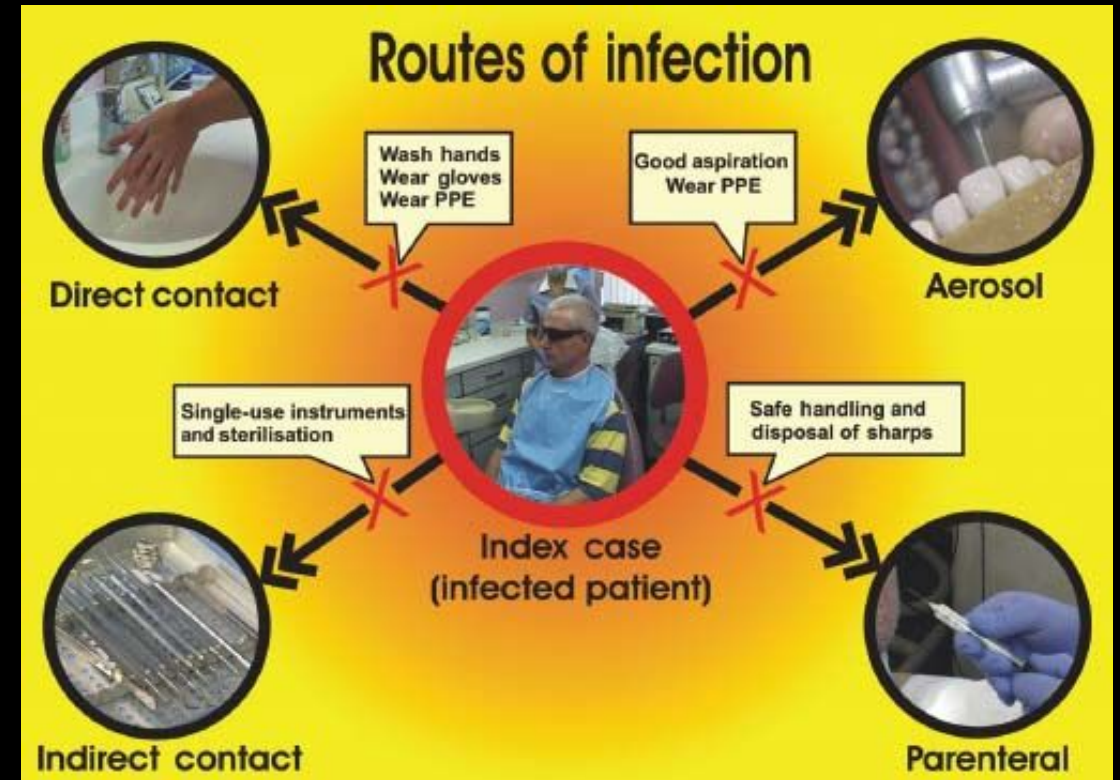 Routes of infection
Wash hands
Wear gloves
Wear PPE
Good aspiration
Wear PPE
Direct contact
Aerosol
Single-use instruments
and sterilisation
Safe handling and
disposal of sharps
Index case
(infected patient)
Indirect contact
Parenteral